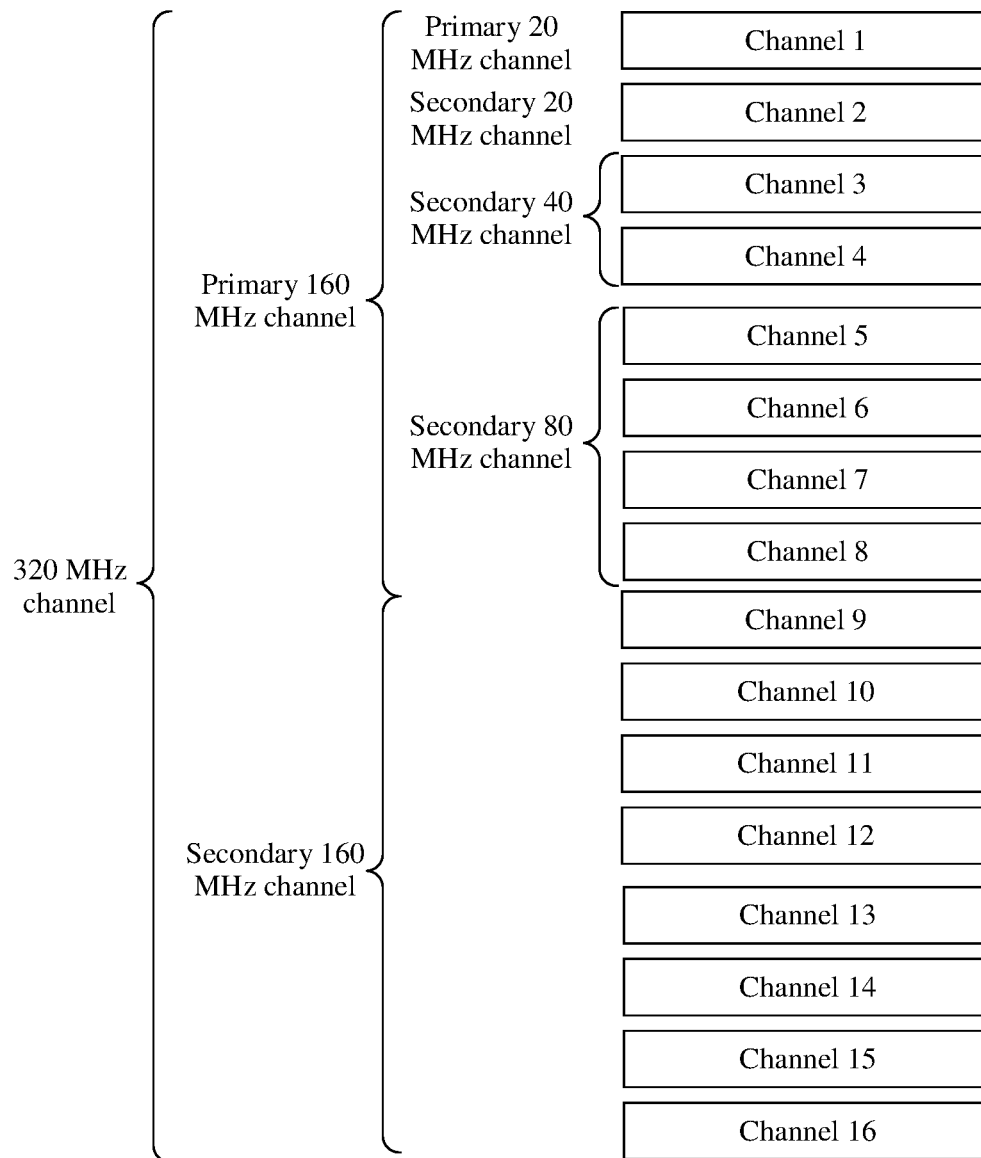 Primary 20
MHz channel
Channel 1
Secondary 20
MHz channel
Channel 2
Secondary 40
MHz channel
Channel 3
Channel 4
Primary 160
MHz channel
Secondary 80
MHz channel
Channel 5
Channel 6
Channel 7
Channel 8
320 MHz
channel
Channel 9
Channel 10
Channel 11
Channel 12
Secondary 160
MHz channel
Channel 13
Channel 14
Channel 15
Channel 16